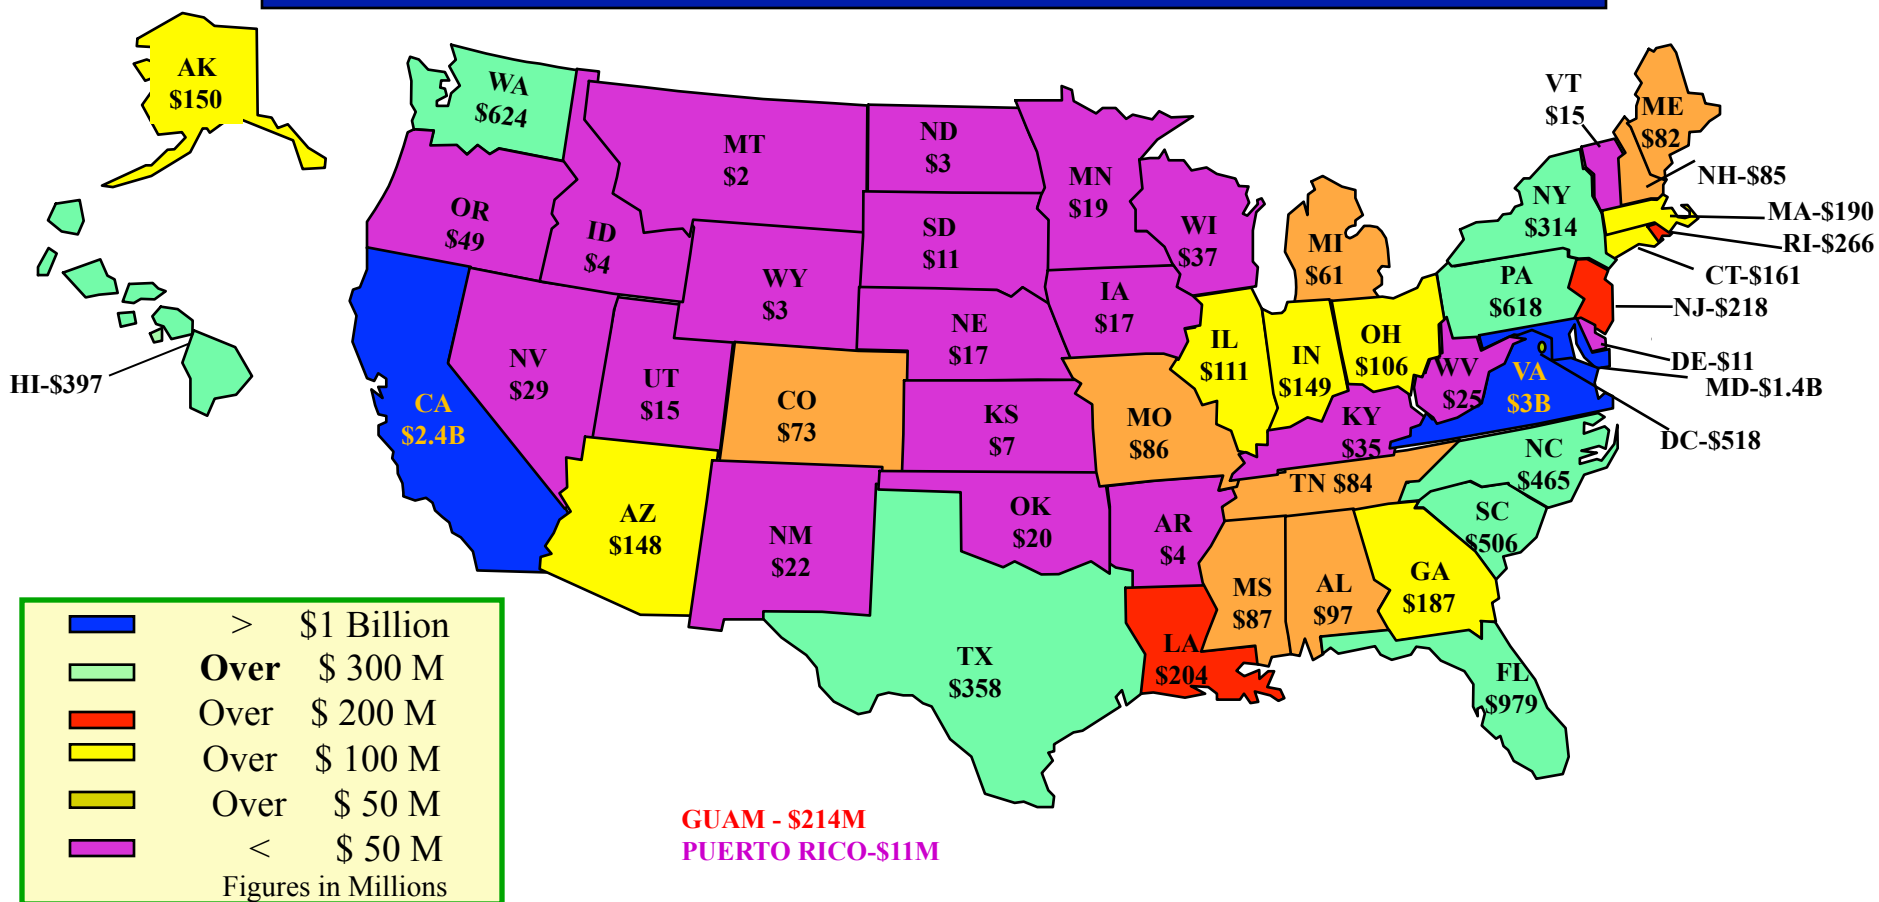 AK
$150
WA
$624
MT
$2
ND
$3
MN
$19
VT
$15
ME
$82
NH-$85
OR
$49
ID
$4
WY
$3
SD
$11
WI
$37
MI
$61
NY
$314
MA-$190
RI-$266
CT-$161
PA
$618
NJ-$218
HI-$397
CA
$2.4B
NV
$29
UT
$15
CO
$73
NE
$17
IA
$17
IL
$111
IN
$149
OH
$106
WV
$25
VA
$3B
DE-$11
MD-$1.4B
DC-$518
KS
$7
MO
$86
KY
$35
NC
$465
TN $84
SC
$506
AZ
$148
NM
$22
OK
$20
AR
$4
MS
$87
AL
$97
GA
$187
LA
$204
TX
$358
FL
$979
> $1 Billion
Over $ 300 M
Over $ 200 M
Over $ 100 M
Over $ 50 M
< $ 50 M
Figures in Millions
GUAM - $214M
PUERTO RICO-$11M